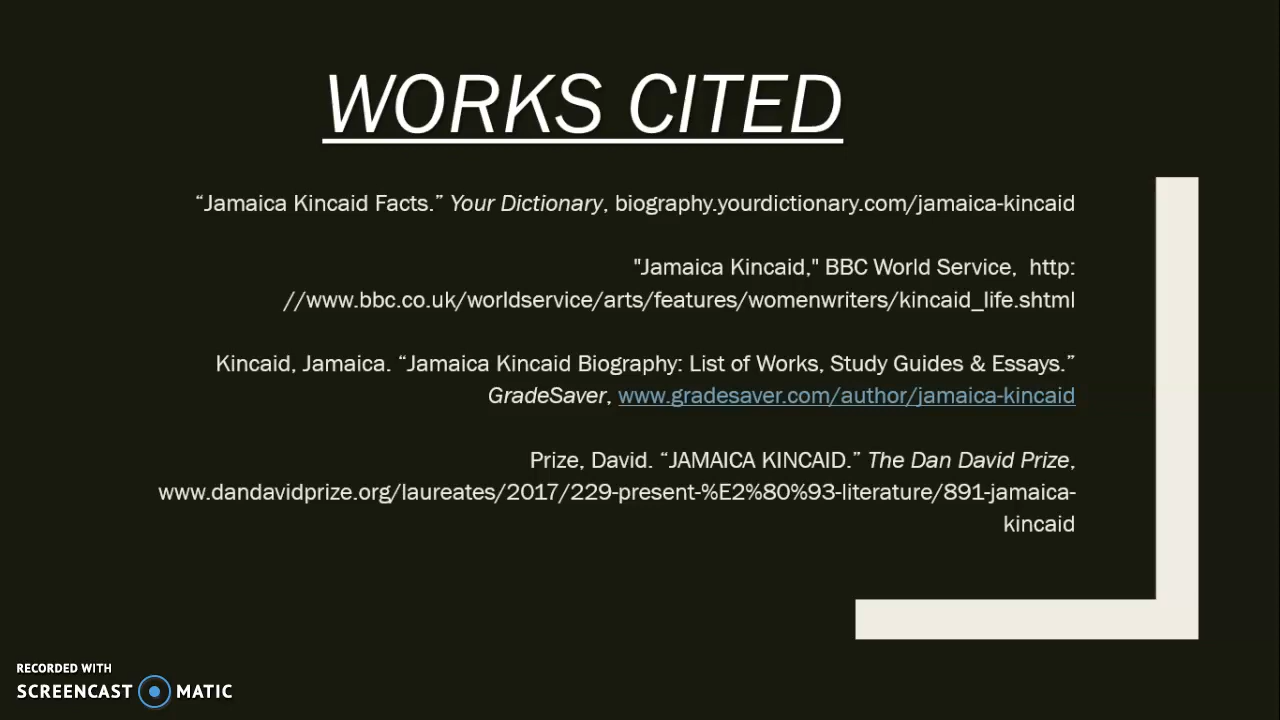 WORKS CITED
“Jamaica Kincaid Facts.” Your Dictionary, biography.yourdictionary.com/jamaica-kincaid
"Jamaica Kincaid," BBC World Service,  http:
//www.bbc.co.uk/worldservice/arts/features/womenwriters/kincaid_life.shtml
Kincaid, Jamaica. “Jamaica Kincaid Biography: List of Works, Study Guides & Essays.”
GradeSaver, www.gradesaver.com/author/jamaica-kincaid
Prize, David. “JAMAICA KINCAID.” The Dan David Prize,
www.dandavidprize.org/laureates/2017/229-present-%E2%80%93-literature/891-jamaica-
kincaid
RECORDED WITH
SCREENCAST MATIC